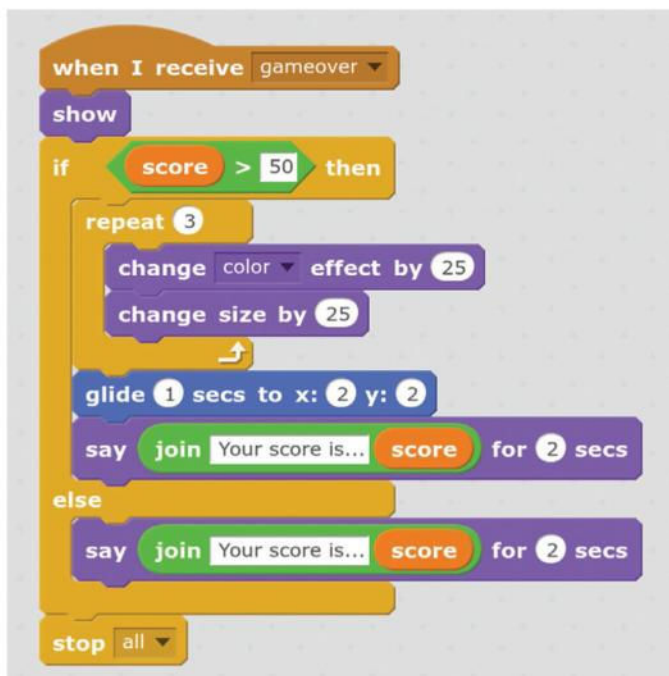 when I receive gameover
show
if score > 50 then
repeat 3
change color effect by 25
change size by 25
glide 1 secs to x: 2 y: 2
say join Your score is... score for 2 secs
else
say join Your score is... score for 2 secs
stop all